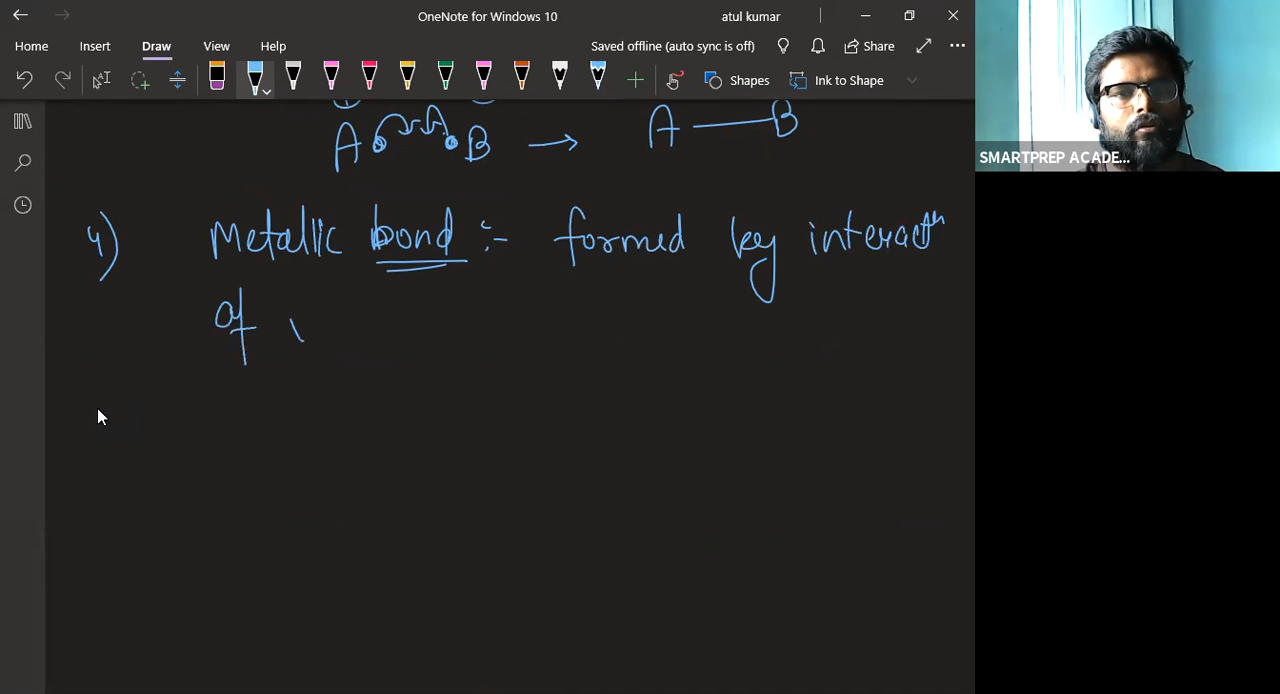 OneNote for Windows 10
atul kumar
Home Insert Draw View Help
Saved offline (auto sync is off)
Share
Shapes
Ink to Shape
SMARTPREP ACADE...
A B → A B
4) Metallic bond :- formed by interactn
of